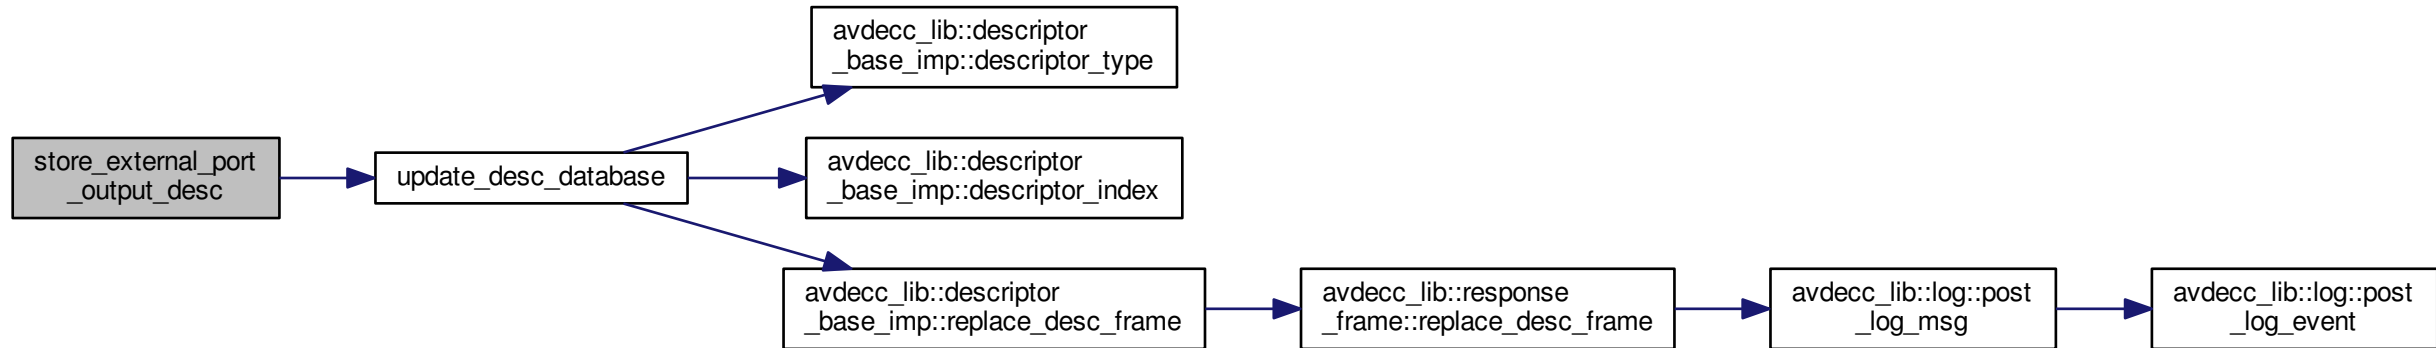 avdecc_lib::descriptor
_base_imp::descriptor_type
store_external_port
_output_desc
update_desc_database
avdecc_lib::descriptor
_base_imp::descriptor_index
avdecc_lib::descriptor
_base_imp::replace_desc_frame
avdecc_lib::response
_frame::replace_desc_frame
avdecc_lib::log::post
_log_msg
avdecc_lib::log::post
_log_event